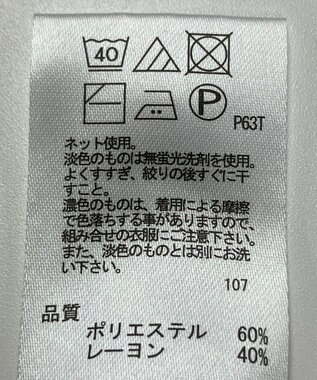 40
P P63T
ネット使用。
淡色のものは無蛍光洗剤を使用。
よくすすぎ、絞りの後すぐに干
すこと。
濃色のものは、着用による摩擦
で色落ちする事がありますので、
組み合せの衣服にご注意下さい。
また、淡色のものとは別にお洗
い下さい。
107
品質
ポリエステル 60%
レーヨン 40%